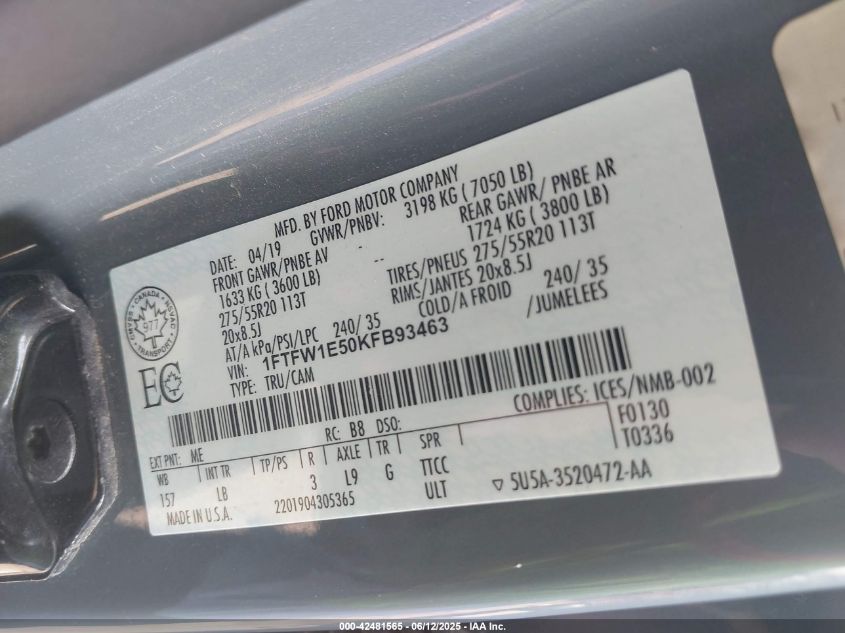 MFD. BY FORD MOTOR COMPANY
DATE: 04/19 GVWR/PNBV: 3198 KG ( 7050 LB)
FRONT GAWR/PNBE AV - REAR GAWR/ PNBE AR
1633 KG ( 3600 LB) -- 1724 KG ( 3800 LB)
275/55R20 113T TIRES/PNEUS 275/55R20 113T
20x8.5J RIMS/JANTES 20x8.5J
AT/A kPa/PSI/LPC 240/ 35 COLD/A FROID 240/ 35
VIN: 1FTFW1E50KFB93463 /JUMELEES
TYPE: TRU/CAM
CANADA
TRANSPORT
977
EC
COMPLIES: ICES/NMB-002
EXT PNT: ME RC: B8 DSO: F0130
WB INT TR TP/PS R AXLE TR SPR T0336
157 LB 3 L9 G TTCC
MADE IN U.S.A. 2201904305365 ULT ▽ 5U5A-3520472-AA
000-42481565 - 06/12/2025 - IAA Inc.